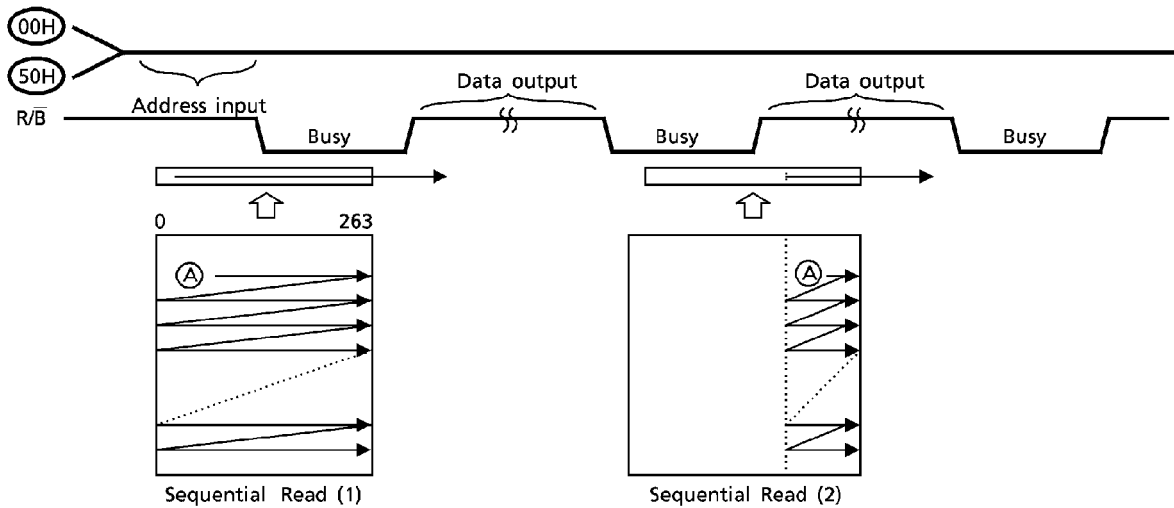 00H
50H
Address input
Data output
Data output
R/B̅
Busy
Busy
Busy
0 263
A
A
Sequential Read (1)
Sequential Read (2)